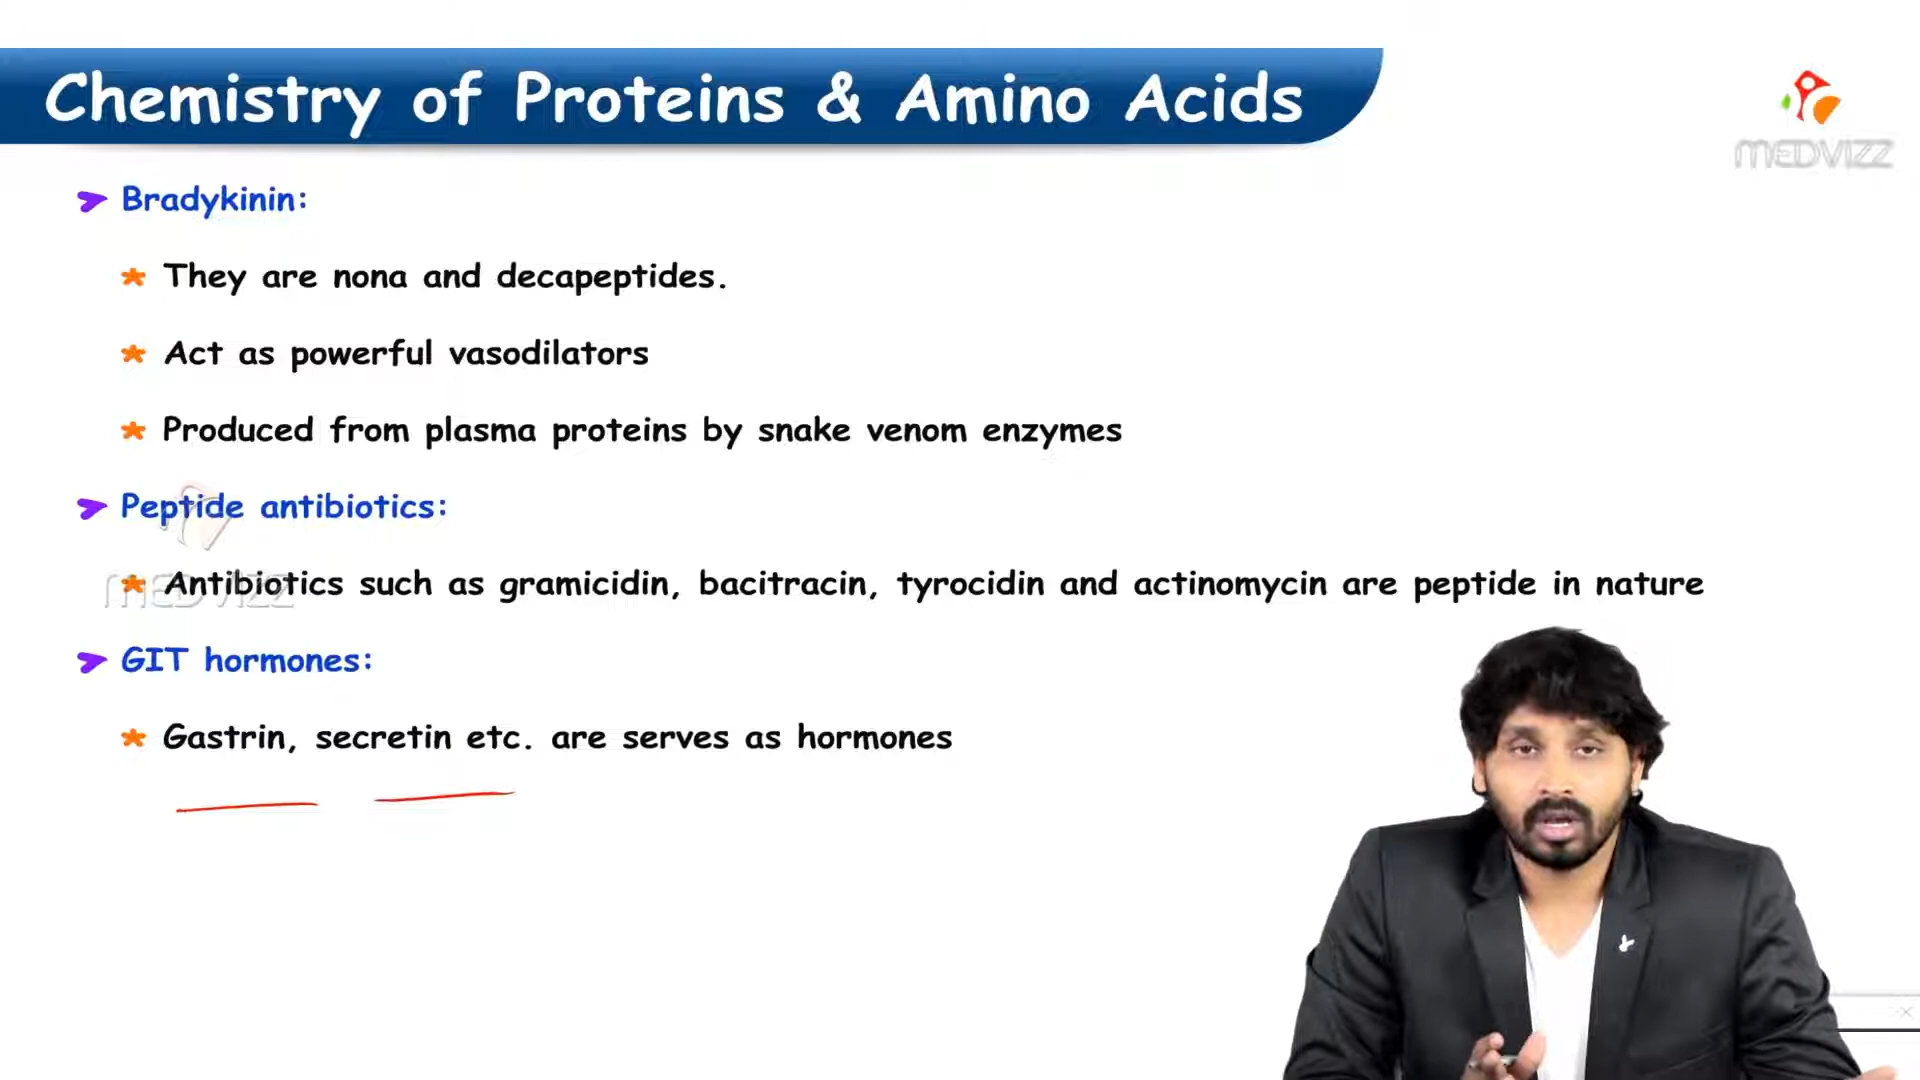 Chemistry of Proteins & Amino Acids
MEDVIZZ
Bradykinin:
They are nona and decapeptides.
Act as powerful vasodilators
Produced from plasma proteins by snake venom enzymes
Peptide antibiotics:
MEDVIZZ
Antibiotics such as gramicidin, bacitracin, tyrocidin and actinomycin are peptide in nature
GIT hormones:
Gastrin, secretin etc. are serves as hormones